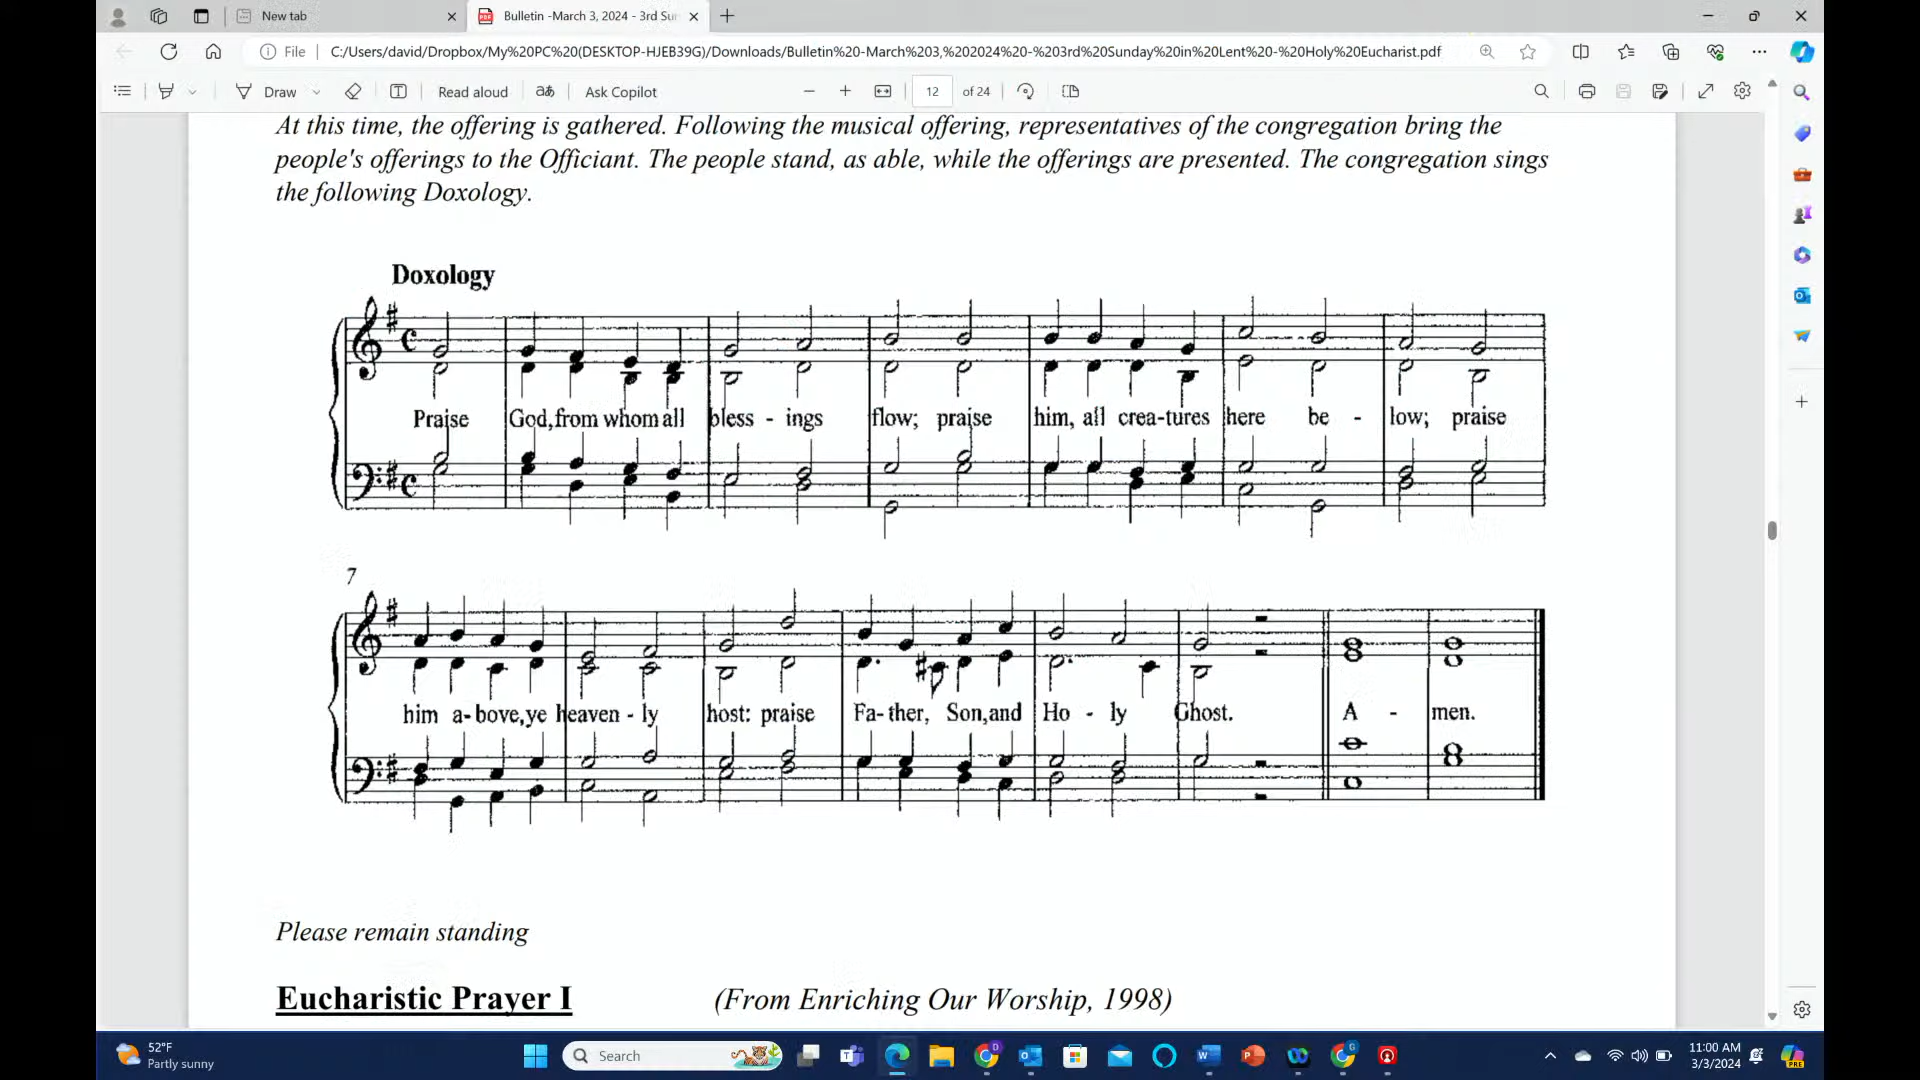 New tab
Bulletin -March 3, 2024 - 3rd Su
File
C:/Users/david/Dropbox/My%20PC%20(DESKTOP-HJEB39G)/Downloads/Bulletin%20-March%203,%202024%20-%203rd%20Sunday%20in%20Lent%20-%20Holy%20Eucharist.pdf
Draw
Read aloud
aあ
Ask Copilot
12 of 24
At this time, the offering is gathered. Following the musical offering, representatives of the congregation bring the
people's offerings to the Officiant. The people stand, as able, while the offerings are presented. The congregation sings
the following Doxology.
Doxology
Praise God, from whom all bless - ings flow; praise him, all crea-tures here be - low; praise
7
him a-bove, ye heaven - ly host: praise Fa-ther, Son, and Ho - ly Ghost. A - men.
Please remain standing
Eucharistic Prayer I (From Enriching Our Worship, 1998)
52°F
Partly sunny
Search
11:00 AM
3/3/2024
PRE